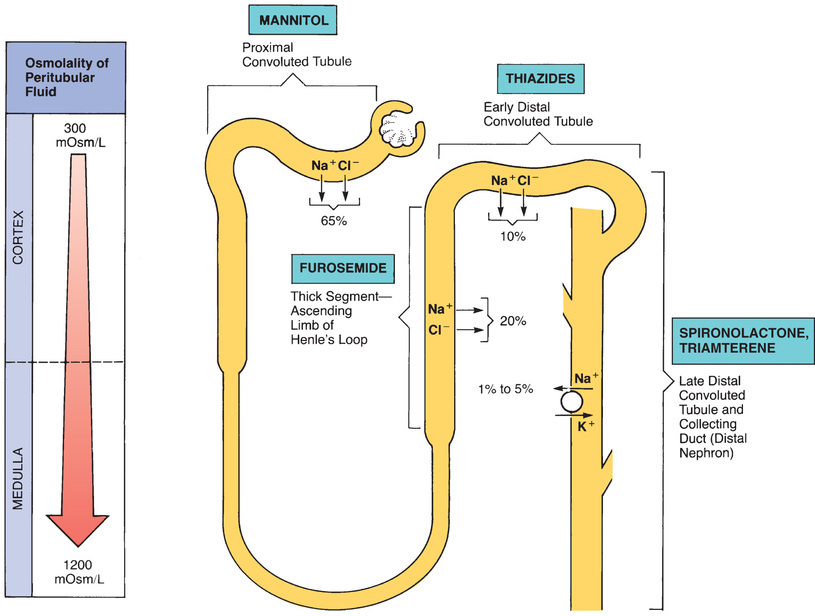 MANNITOL
Proximal
Convoluted Tubule
Osmolality of
Peritubular
Fluid
300
mOsm/L
CORTEX
MEDULLA
1200
mOsm/L
Na⁺ Cl⁻
65%
THIAZIDES
Early Distal
Convoluted Tubule
Na⁺ Cl⁻
10%
FUROSEMIDE
Thick Segment—
Ascending
Limb of
Henle's Loop
Na⁺
Cl⁻
20%
1% to 5%
Na⁺
K⁺
SPIRONOLACTONE,
TRIAMTERENE
Late Distal
Convoluted
Tubule and
Collecting
Duct (Distal
Nephron)